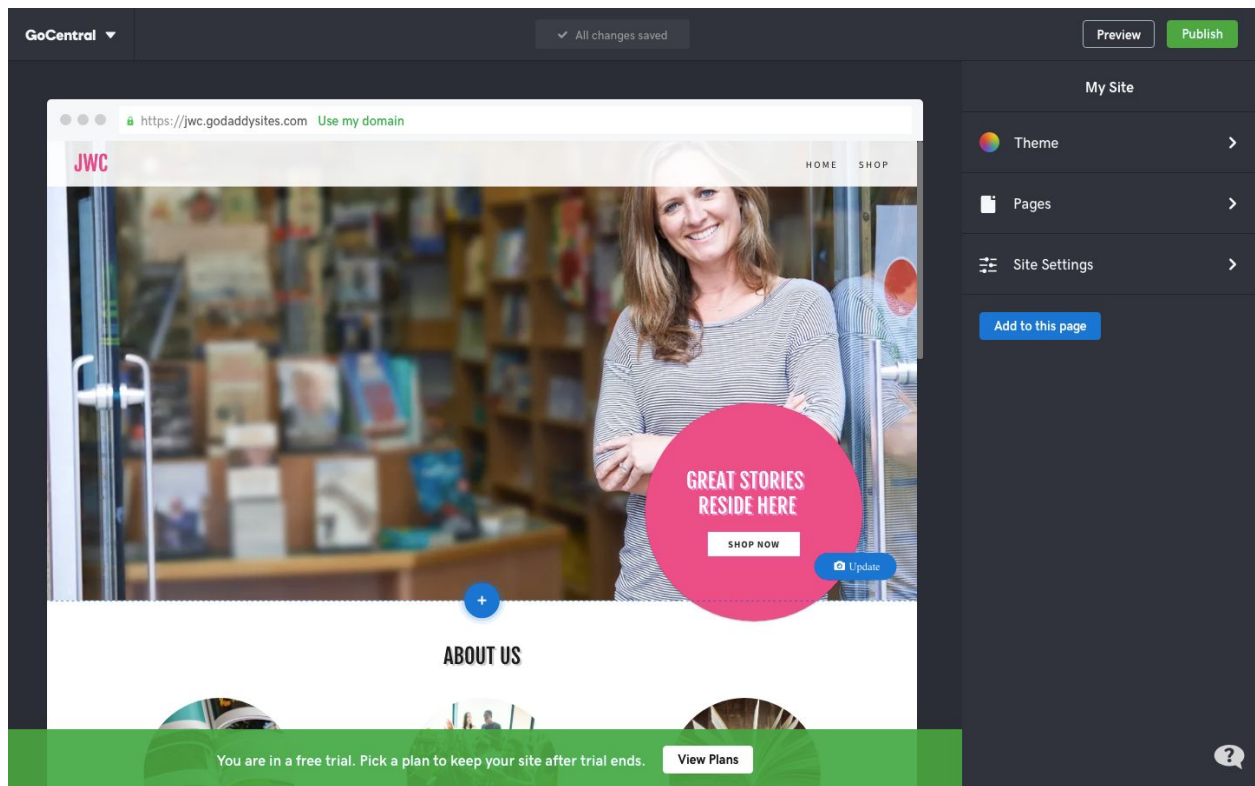 GoCentral
All changes saved
Preview
Publish
My Site
https://jwc.godaddysites.com Use my domain
Theme
JWC
HOME SHOP
Pages
Site Settings
Add to this page
GREAT STORIES
RESIDE HERE
SHOP NOW
Update
+
ABOUT US
You are in a free trial. Pick a plan to keep your site after trial ends.
View Plans
?